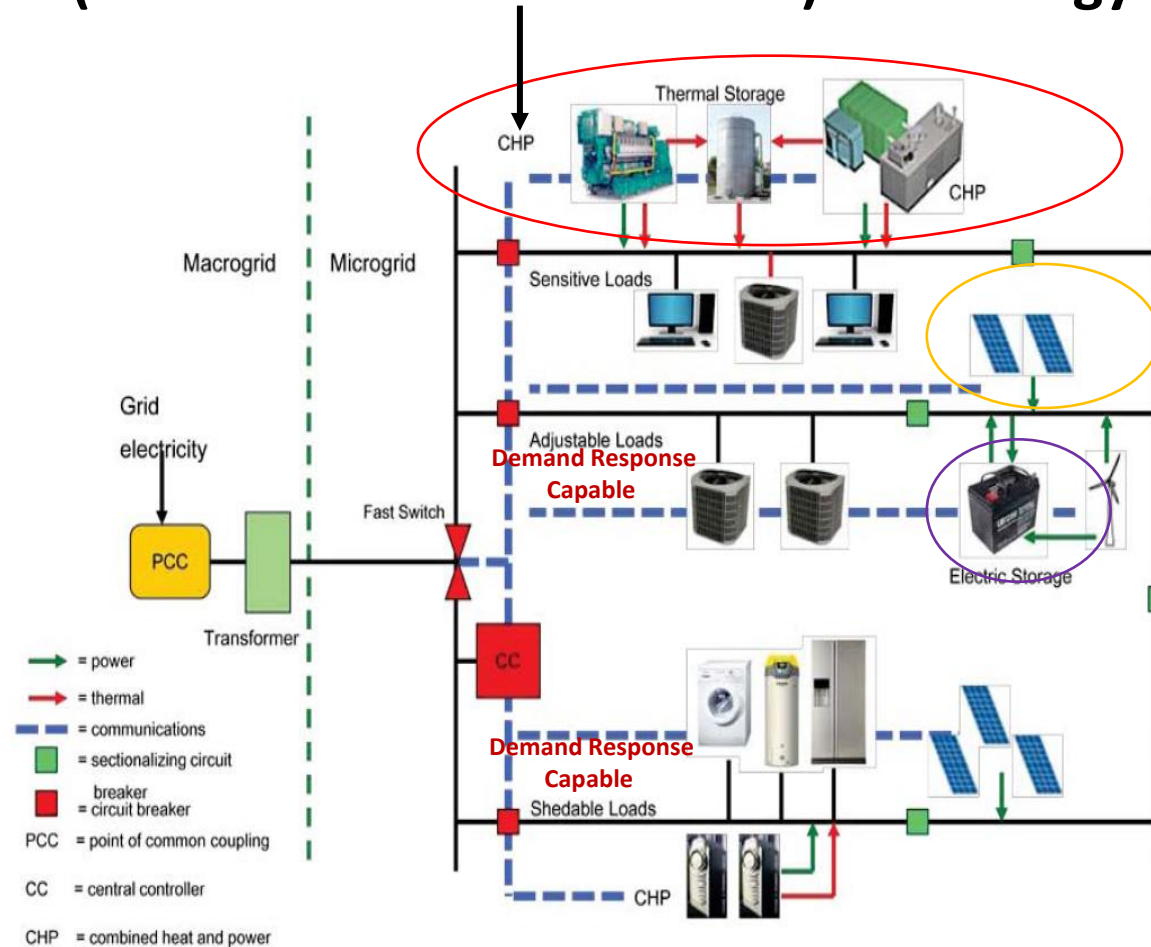 Thermal Storage
CHP
CHP
Macrogrid
Microgrid
Sensitive Loads
Grid
electricity
Adjustable Loads
Demand Response
Capable
Fast Switch
PCC
Electric Storage
Transformer
CC
= power
= thermal
= communications
= sectionalizing circuit
breaker
= circuit breaker
PCC = point of common coupling
CC = central controller
CHP = combined heat and power
Demand Response
Capable
Shedable Loads
CHP